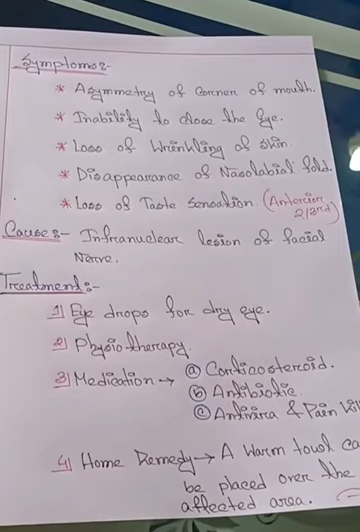 Symptoms:-
* Asymmetry of Corner of mouth.
* Inability to close the Eye.
* Loss of Wrinkling of skin.
* Disappearance of Nasolabial fold.
* Loss of Taste Sensation (Anterior 2/3rd)
Cause:- Infranuclear lesion of facial
Nerve.
Treatment:-
1) Eye drops for dry eye.
2) Physiotherapy.
3) Medication → (a) Corticosteroid.
(b) Antibiotic.
(c) Antivira & Pain
4) Home Remedy → A Warm towl
be placed over the
affected area.